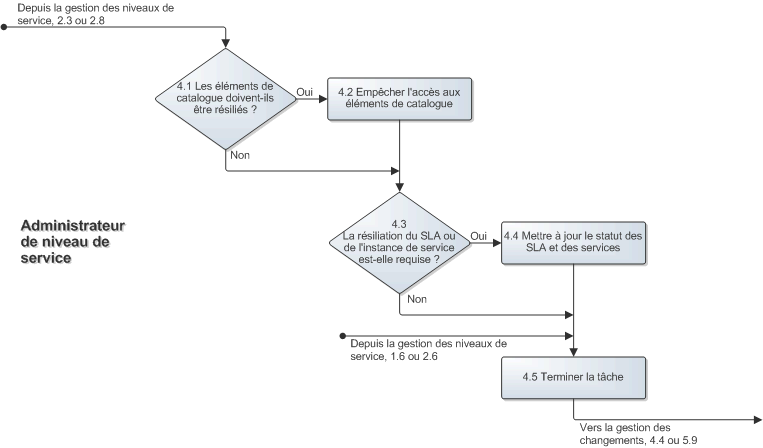 Depuis la gestion des niveaux de
service, 2.3 ou 2.8
4.1 Les éléments de
catalogue doivent-ils
être résiliés ?
Oui
4.2 Empêcher l'accès aux
éléments de catalogue
Non
Administrateur
de niveau de
service
4.3
La résiliation du SLA ou
de l'instance de service
est-elle requise ?
Oui
4.4 Mettre à jour le statut des
SLA et des services
Non
Depuis la gestion des niveaux de
service, 1.6 ou 2.6
4.5 Terminer la tâche
Vers la gestion des
changements, 4.4 ou 5.9